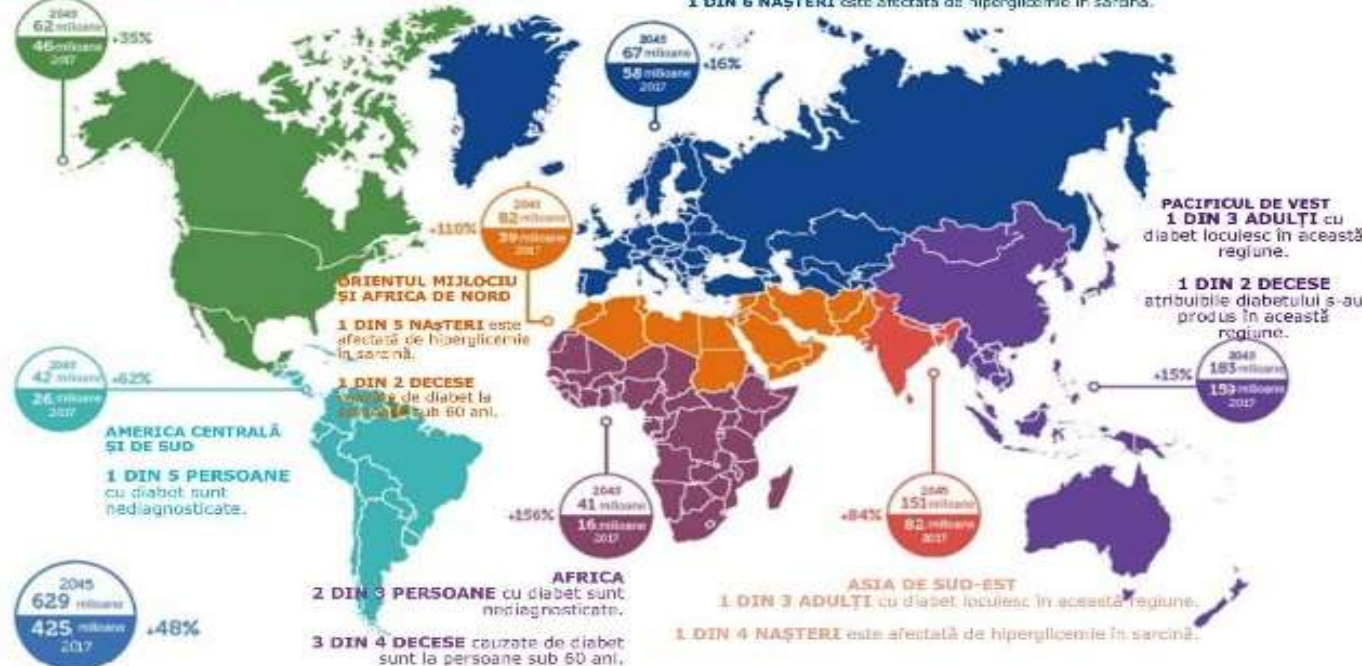 1 DIN 6 NAȘTERI este afectată de hiperglicemie în sarcină.
2045
62 milioane
46 milioane
2017
+35%
2045
67 milioane
58 milioane
2017
+16%
2045
82 milioane
39 milioane
2017
+110%
ORIENTUL MIJLOCIU
ȘI AFRICA DE NORD
1 DIN 5 NAȘTERI este
afectată de hiperglicemie
în sarcină.
1 DIN 2 DECESE
de diabet la
sub 60 ani.
PACIFICUL DE VEST
1 DIN 3 ADULȚI cu
diabet locuiesc în această
regiune.
1 DIN 2 DECESE
atribuibile diabetului s-au
produs în această
regiune.
2045
183 milioane
159 milioane
2017
+15%
2045
42 milioane
26 milioane
2017
+62%
AMERICA CENTRALĂ
ȘI DE SUD
1 DIN 5 PERSOANE
cu diabet sunt
nediagnosticate.
2045
41 milioane
16 milioane
2017
+156%
2045
151 milioane
82 milioane
2017
+84%
AFRICA
2 DIN 3 PERSOANE cu diabet sunt
nediagnosticate.
3 DIN 4 DECESE cauzate de diabet
sunt la persoane sub 60 ani.
ASIA DE SUD-EST
1 DIN 3 ADULȚI cu diabet locuiesc în această regiune.
1 DIN 4 NAȘTERI este afectată de hiperglicemie în sarcină.
2045
629 milioane
425 milioane
2017
+48%